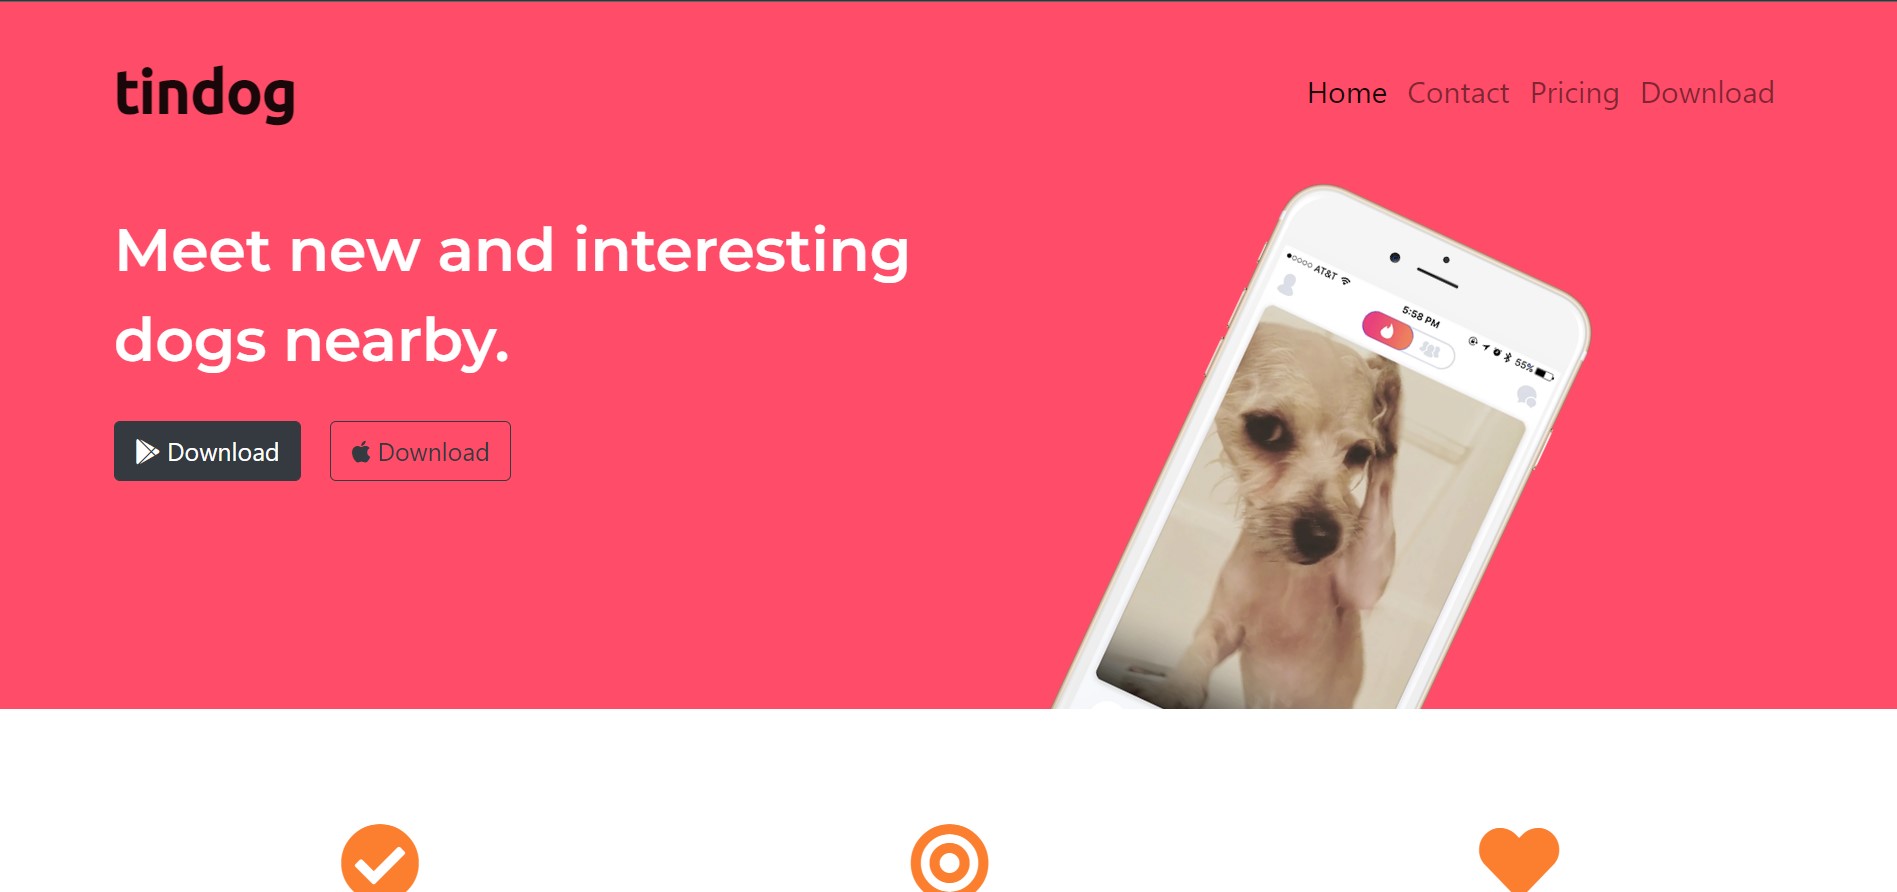 tindog
Home Contact Pricing Download
Meet new and interesting
dogs nearby.
Download Download
AT&T
5:58 PM
55%